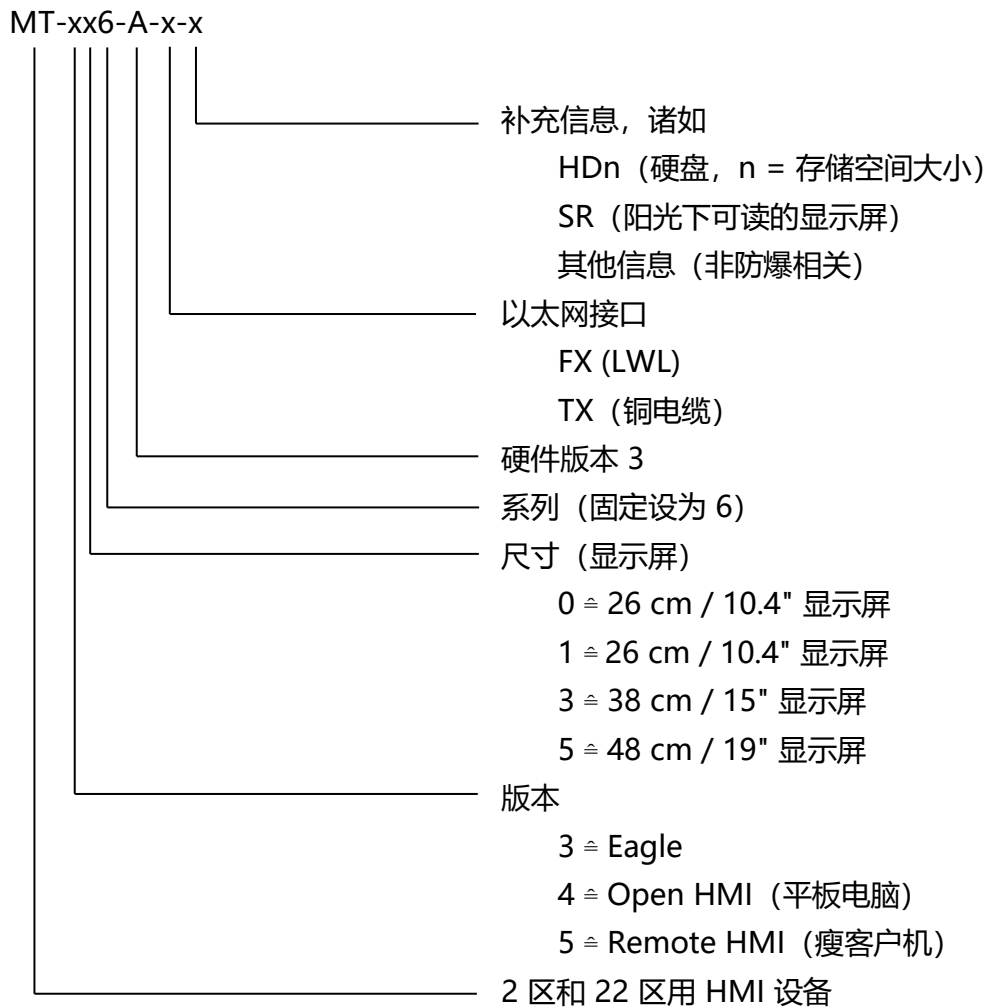 MT-xx6-A-x-x
补充信息，诸如
HDn（硬盘，n = 存储空间大小）
SR（阳光下可读的显示屏）
其他信息（非防爆相关）
以太网接口
FX (LWL)
TX（铜电缆）
硬件版本 3
系列（固定设为 6）
尺寸（显示屏）
0 ≙ 26 cm / 10.4" 显示屏
1 ≙ 26 cm / 10.4" 显示屏
3 ≙ 38 cm / 15" 显示屏
5 ≙ 48 cm / 19" 显示屏
版本
3 ≙ Eagle
4 ≙ Open HMI（平板电脑）
5 ≙ Remote HMI（瘦客户机）
2 区和 22 区用 HMI 设备